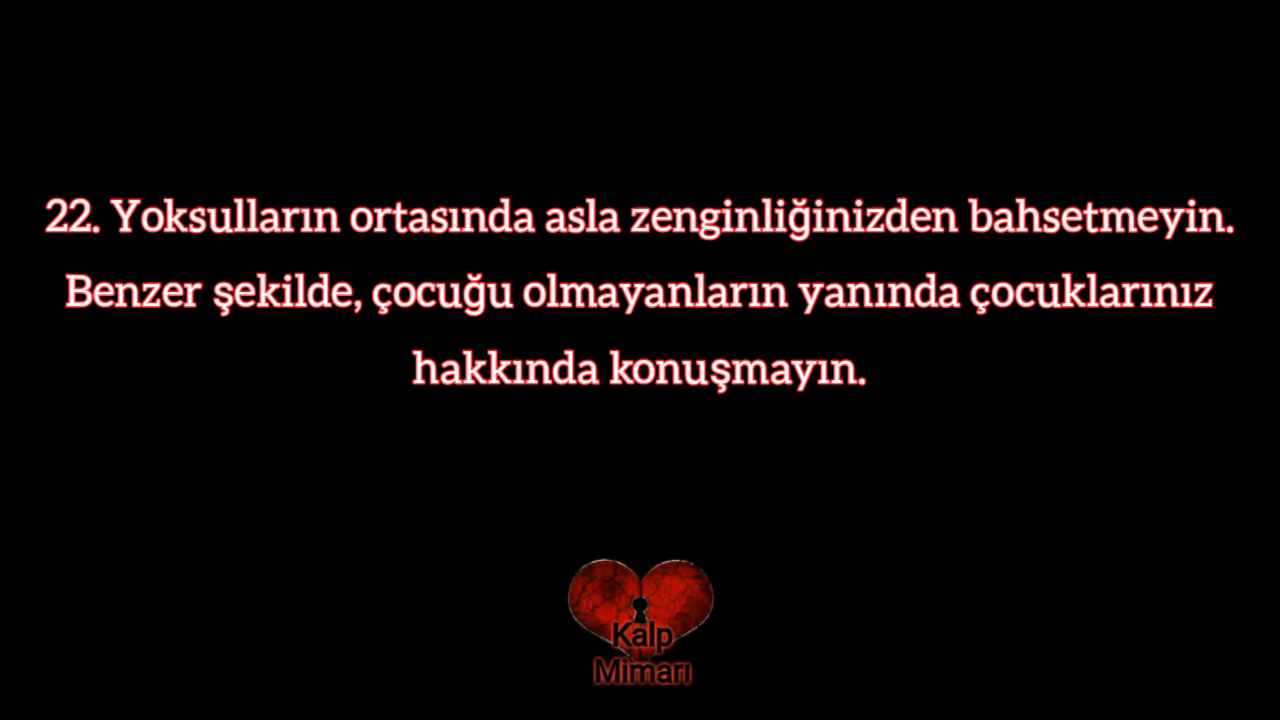 22. Yoksulların ortasında asla zenginliğinizden bahsetmeyin.
Benzer şekilde, çocuğu olmayanların yanında çocuklarınız
hakkında konuşmayın.
Kalp
Mimarı